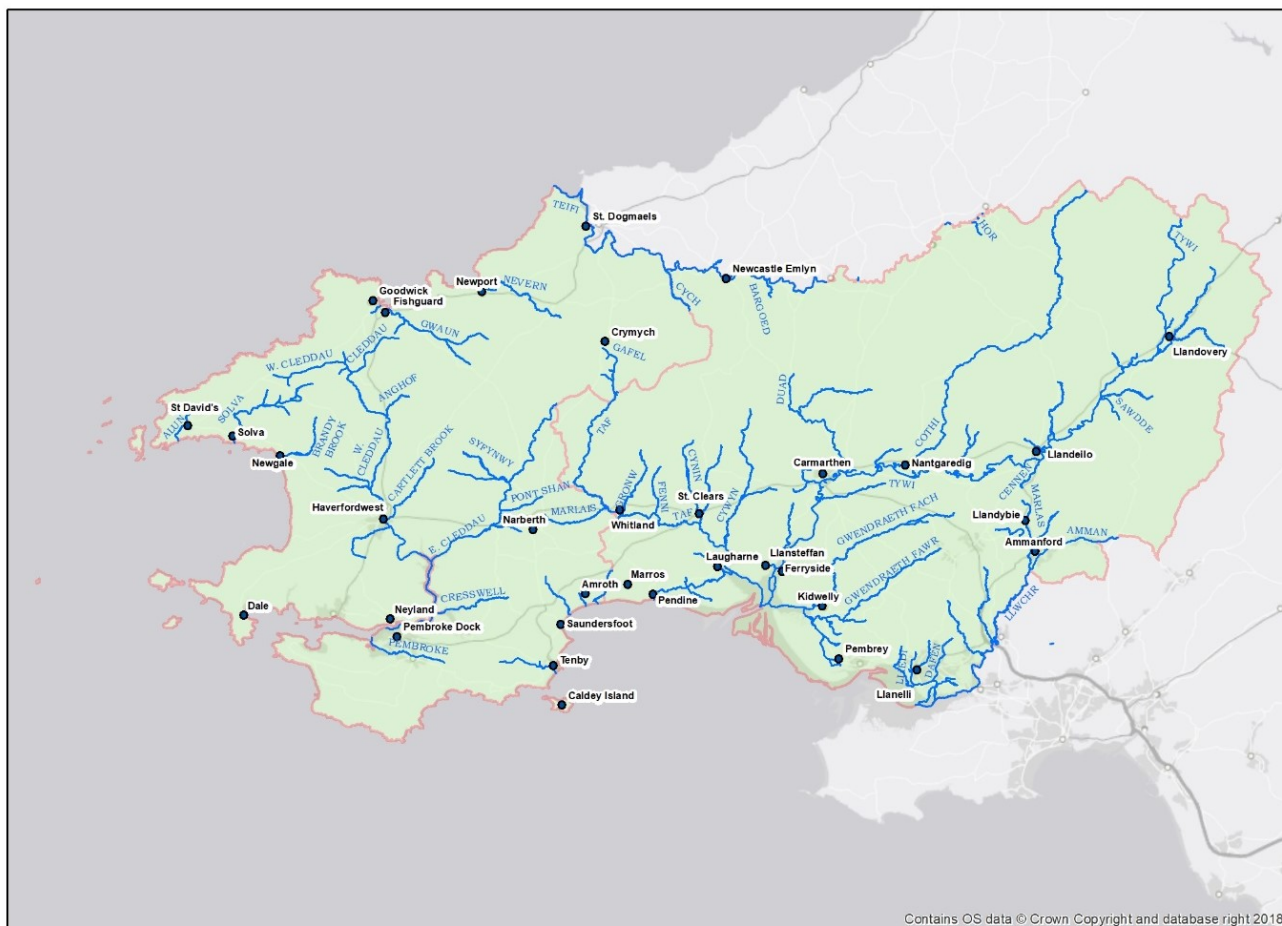 TEIFI
St. Dogmaels
HOR
TYWI
Newcastle Emlyn
NEVERN
Newport
CYCH
BARGOED
Goodwick
Fishguard
GWAUN
Crymych
GAFEL
Llandovery
CLEDDAU
W. CLEDDAU
ANGHOF
DUAD
SAWDDE
St David's
SOLVA
ALUN
Solva
BRANDY
BROOK
W.
CLEDDAU
CARTLETT BROOK
SYFYNWY
TAF
COTHI
Newgale
Llandeilo
Carmarthen
Nantgaredig
CYNIN
GRONW
FENNI
CENNEN
TYWI
PONT SHAN
St. Clears
CYWYN
MARLAS
Haverfordwest
MARLAIS
TAF
Whitland
Narberth
Llandybie
GWENDRAETH FACH
AMMAN
E. CLEDDAU
Ammanford
Laugharne
Llansteffan
Ferryside
GWENDRAETH FAWR
Marros
Amroth
Pendine
CRESSWELL
Kidwelly
LLWCHR
Dale
Neyland
Saundersfoot
Pembroke Dock
PEMBROKE
Pembrey
LLIEDI
DAFEN
Tenby
Llanelli
Caldey Island
Contains OS data © Crown Copyright and database right 2018